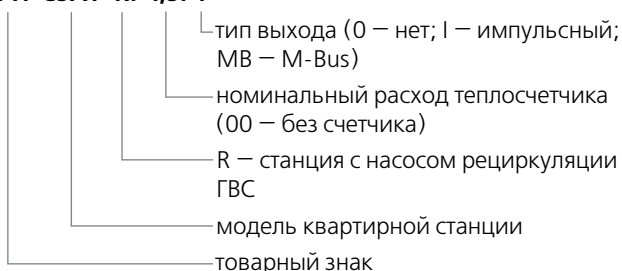 тип выхода (0 — нет; I — импульсный;
MB — M-Bus)
номинальный расход теплосчетчика
(00 — без счетчика)
R — станция с насосом рециркуляции
ГВС
модель квартирной станции
товарный знак